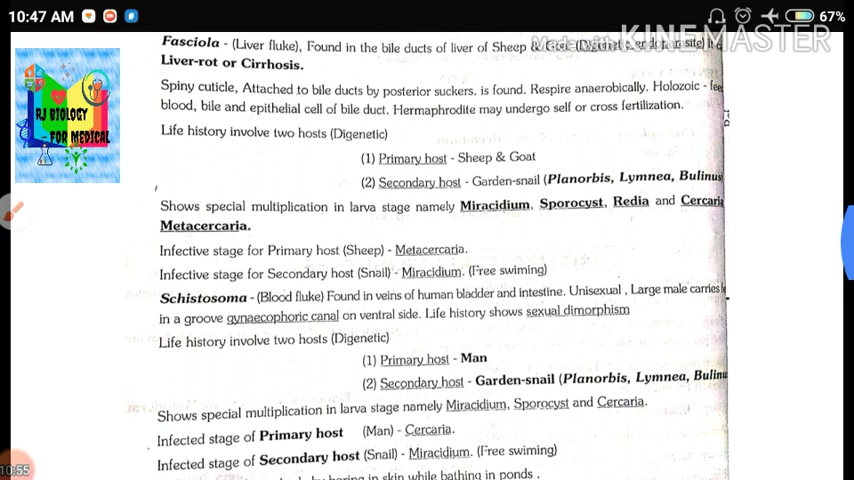 10:47 AM
67%
Made with KINEMASTER
RJ BIOLOGY
- FOR MEDICAL
Fasciola - (Liver fluke), Found in the bile ducts of liver of Sheep &
Liver-rot or Cirrhosis.
Spiny cuticle, Attached to bile ducts by posterior suckers. is found. Respire anaerobically. Holozoic - fee
blood, bile and epithelial cell of bile duct. Hermaphrodite may undergo self or cross fertilization.
Life history involve two hosts (Digenetic)
(1) Primary host - Sheep & Goat
(2) Secondary host - Garden-snail (Planorbis, Lymnea, Bulinus
Shows special multiplication in larva stage namely Miracidium, Sporocyst, Redia and Cercaria
Metacercaria.
Infective stage for Primary host (Sheep) - Metacercaria.
Infective stage for Secondary host (Snail) - Miracidium. (Free swiming)
Schistosoma - (Blood fluke) Found in veins of human bladder and intestine. Unisexual , Large male carries
in a groove gynaecophoric canal on ventral side. Life history shows sexual dimorphism
Life history involve two hosts (Digenetic)
(1) Primary host - Man
(2) Secondary host - Garden-snail (Planorbis, Lymnea, Bulinu
Shows special multiplication in larva stage namely Miracidium, Sporocyst and Cercaria.
Infected stage of Primary host (Man) - Cercaria.
Infected stage of Secondary host (Snail) - Miracidium. (Free swiming)
in skin while bathing in ponds .
10:55